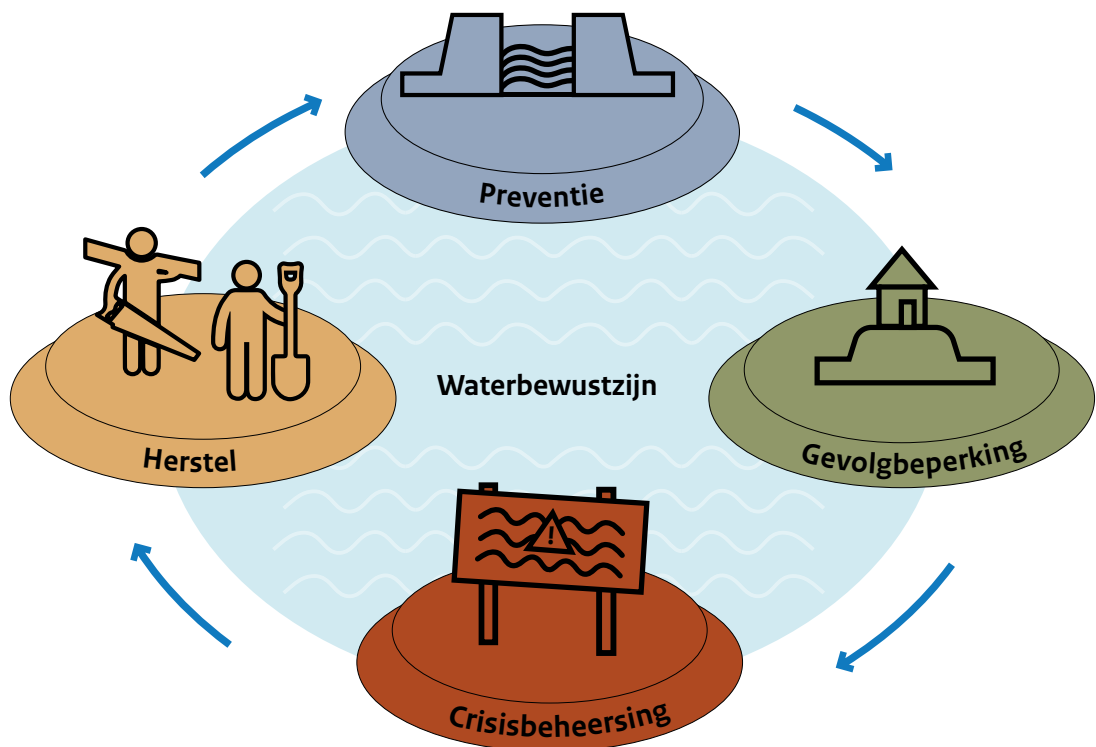 Preventie
Waterbewustzijn
Herstel
Gevolgbeperking
!
Crisisbeheersing